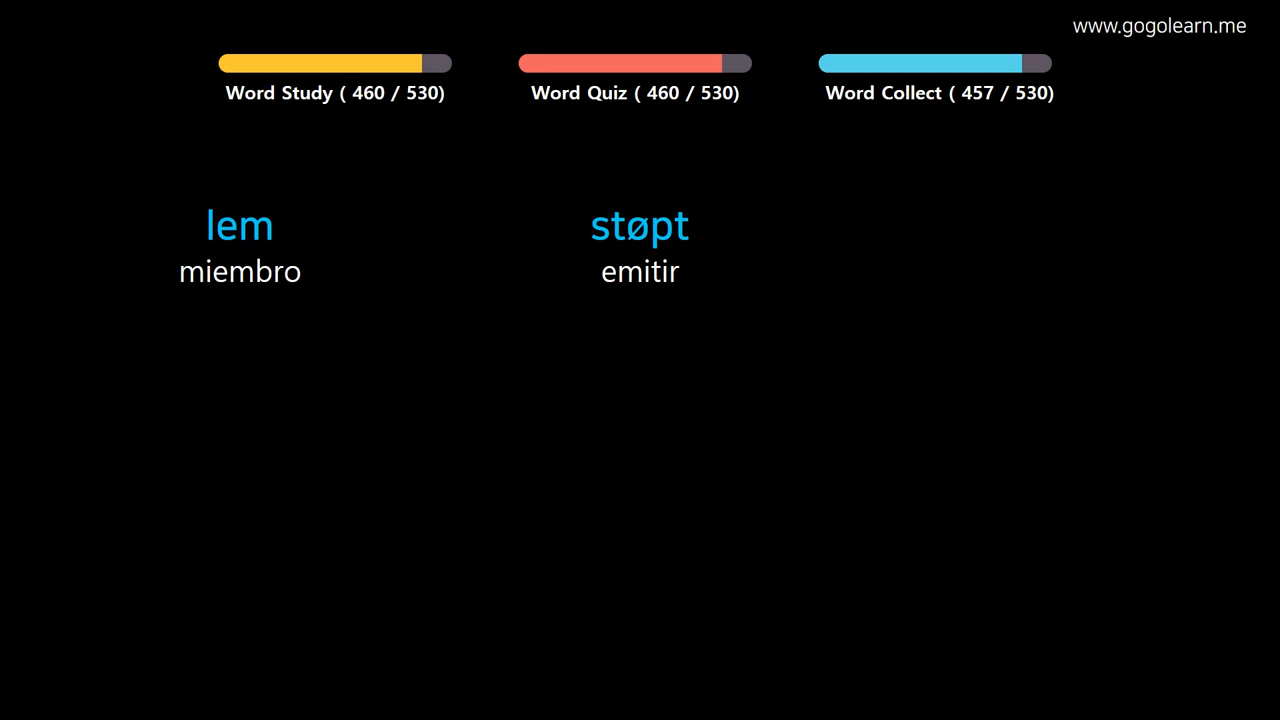 www.gogolearn.me
Word Study ( 460 / 530)
Word Quiz ( 460 / 530)
Word Collect ( 457 / 530)
lem
miembro
støpt
emitir